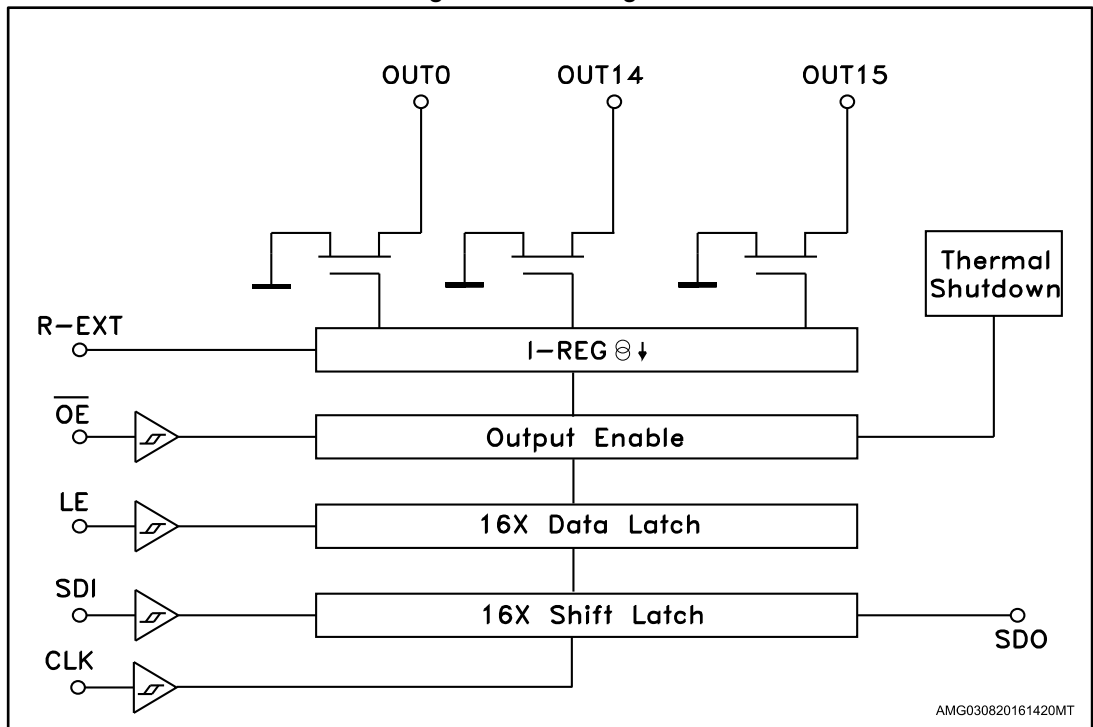 OUT0 OUT14 OUT15
Thermal
Shutdown
R-EXT
I-REG
OE
Output Enable
LE
16X Data Latch
SDI
16X Shift Latch
SDO
CLK
AMG030820161420MT